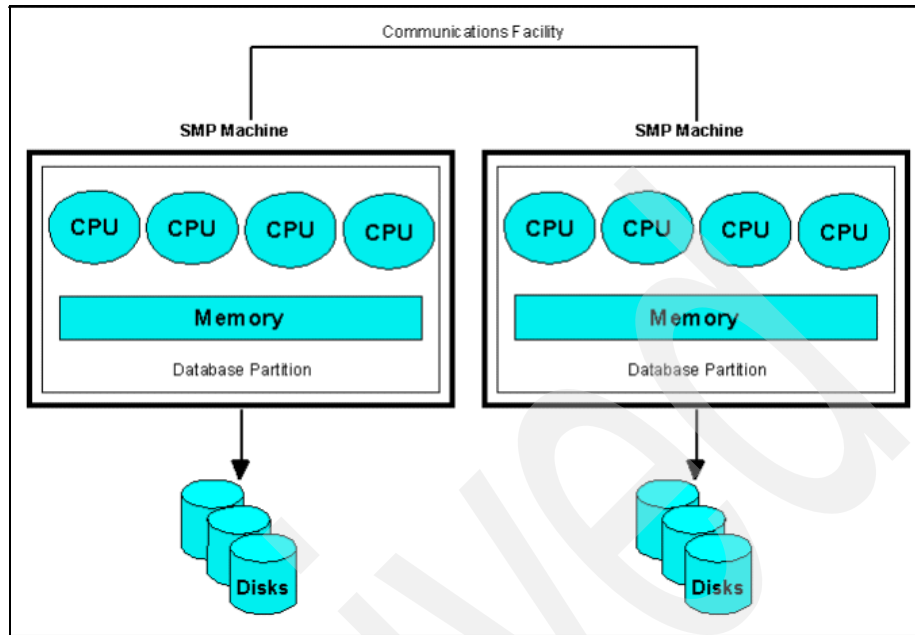 Communications Facility
SMP Machine
SMP Machine
CPU CPU CPU CPU
CPU CPU CPU CPU
Memory
Memory
Database Partition
Database Partition
Disks
Disks